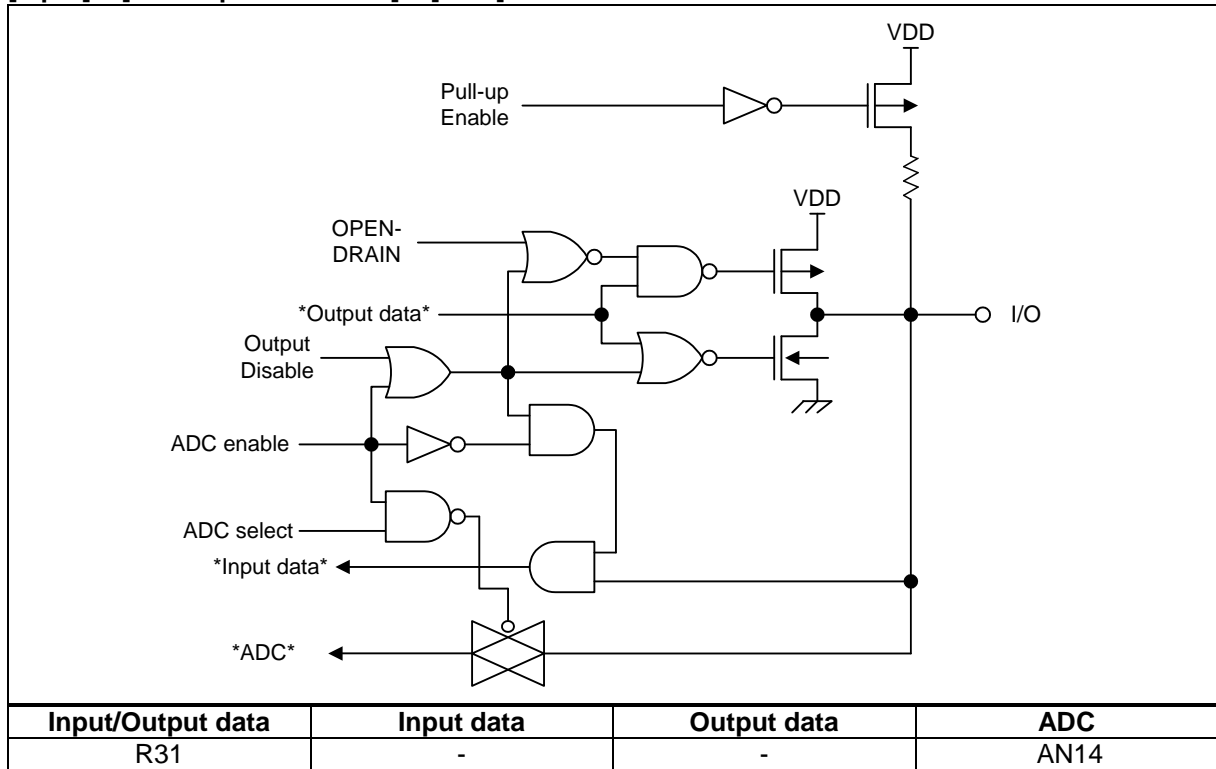 VDD
Pull-up
Enable
VDD
OPEN-
DRAIN
*Output data*
I/O
Output
Disable
ADC enable
ADC select
*Input data*
*ADC*
Input/Output data Input data Output data ADC
R31 - - AN14